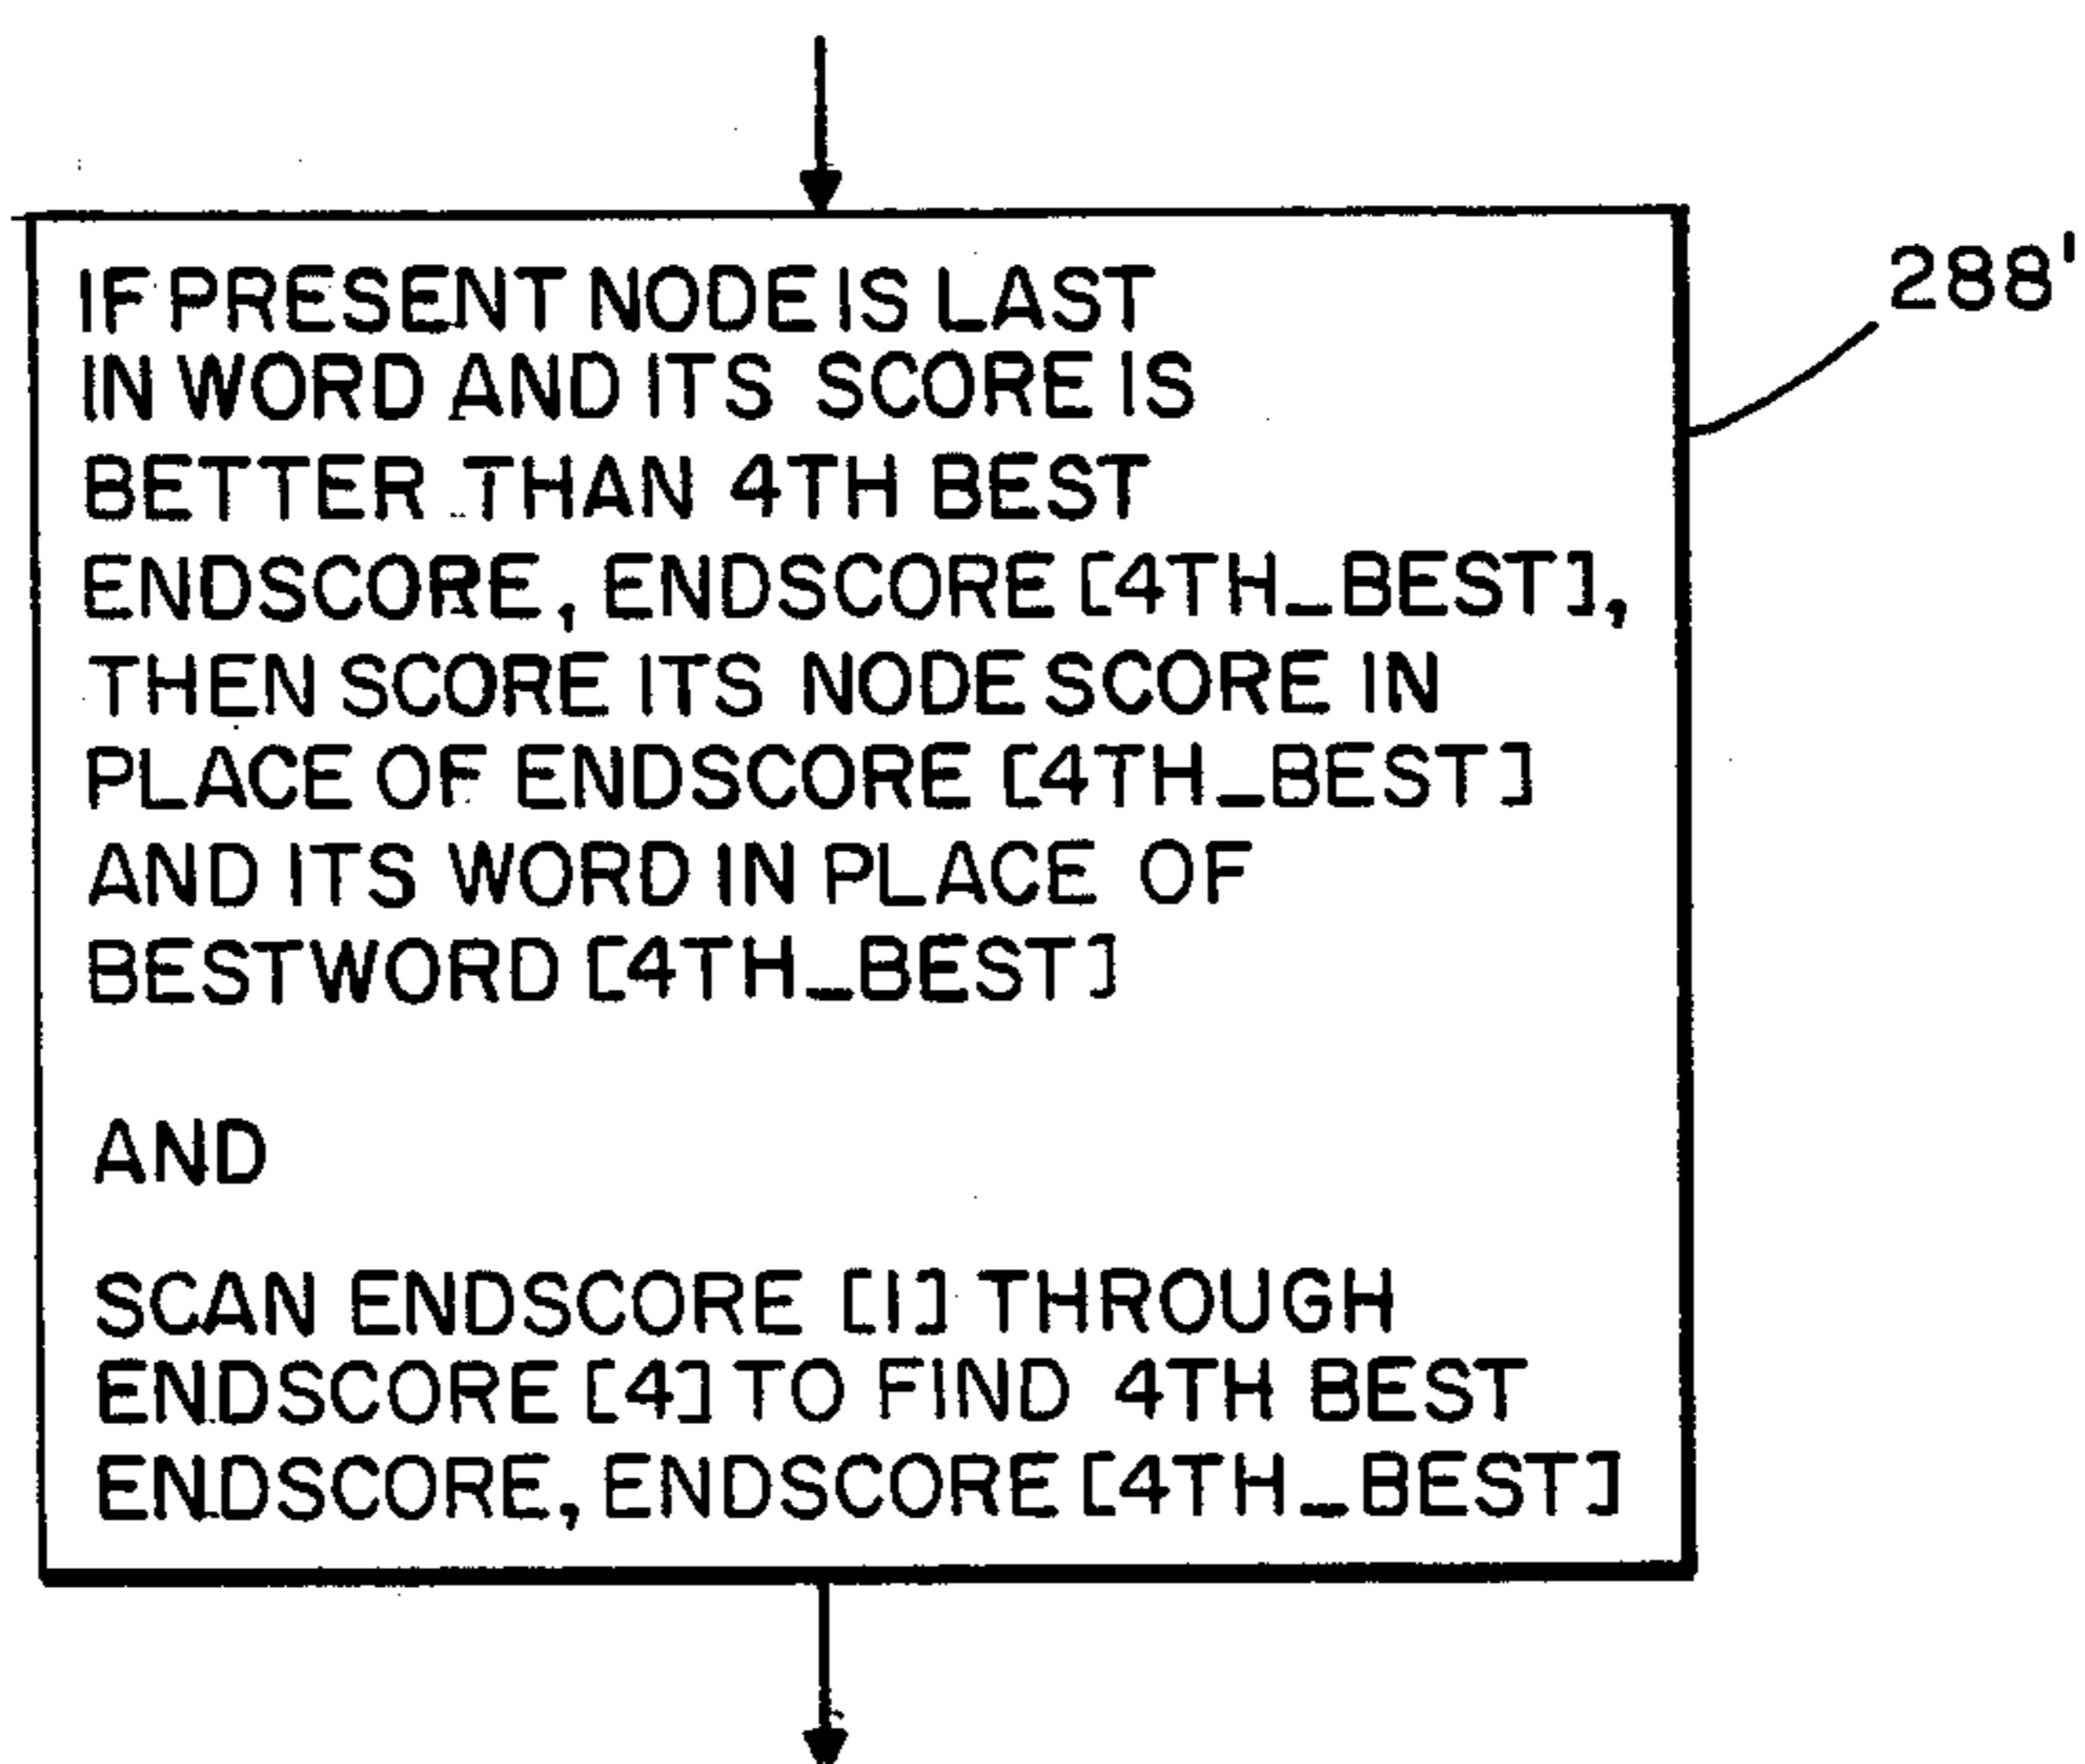 IF PRESENT NODE IS LAST
IN WORD AND ITS SCORE IS
BETTER THAN 4TH BEST
ENDSCORE, ENDSCORE [4TH_BEST],
THEN SCORE ITS NODE SCORE IN
PLACE OF ENDSCORE [4TH_BEST]
AND ITS WORD IN PLACE OF
BESTWORD [4TH_BEST]
AND
SCAN ENDSCORE [1] THROUGH
ENDSCORE [4] TO FIND 4TH BEST
ENDSCORE, ENDSCORE [4TH_BEST]
288'